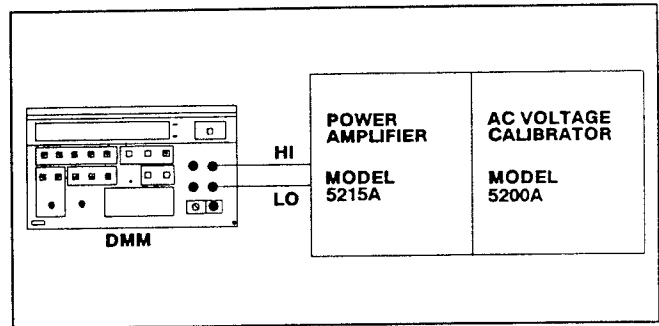 POWER
AMPLIFIER
MODEL
5215A
AC VOLTAGE
CALIBRATOR
MODEL
5200A
HI
LO
DMM